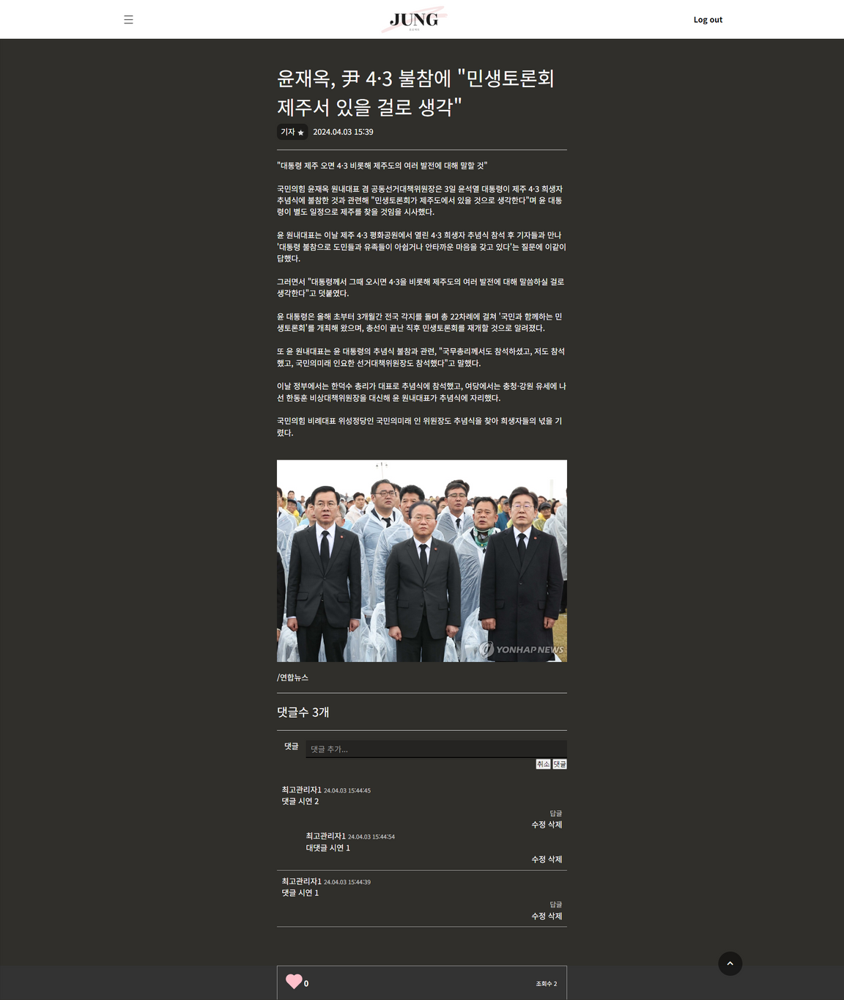 JUNG
Log out
윤재옥, 尹 4·3 불참에 "민생토론회
제주서 있을 걸로 생각"
기자 ★ 2024.04.03 15:39
"대통령 제주 오면 4·3 비롯해 제주도의 여러 발전에 대해 말할 것"
국민의힘 윤재옥 원내대표 겸 공동선거대책위원장은 3일 윤석열 대통령이 제주 4·3 희생자
추념식에 불참한 것과 관련해 "민생토론회가 제주도에서 있을 것으로 생각한다"며 윤 대통
령이 별도 일정으로 제주를 찾을 것임을 시사했다.
윤 원내대표는 이날 제주 4·3 평화공원에서 열린 4·3 희생자 추념식 참석 후 기자들과 만나
'대통령 불참으로 도민들과 유족들이 아쉽거나 안타까운 마음을 갖고 있다'는 질문에 이같이
답했다.
그러면서 "대통령께서 그때 오시면 4·3을 비롯해 제주도의 여러 발전에 대해 말씀하실 걸로
생각한다"고 덧붙였다.
윤 대통령은 올해 초부터 3개월간 전국 각지를 돌며 총 22차례에 걸쳐 '국민과 함께하는 민
생토론회'를 개최해 왔으며, 총선이 끝난 직후 민생토론회를 재개할 것으로 알려졌다.
또 윤 원내대표는 윤 대통령의 추념식 불참과 관련, "국무총리께서도 참석하셨고, 저도 참석
했고, 국민의미래 인요한 선거대책위원장도 참석했다"고 말했다.
이날 정부에서는 한덕수 총리가 대표로 추념식에 참석했고, 여당에서는 충청·강원 유세에 나
선 한동훈 비상대책위원장을 대신해 윤 원내대표가 추념식에 자리했다.
국민의힘 비례대표 위성정당인 국민의미래 인 위원장도 추념식을 찾아 희생자들의 넋을 기
렸다.
YONHAP NEWS
/연합뉴스
댓글수 3개
댓글 댓글 추가...
취소 댓글
최고관리자1 24.04.03 15:44:45
댓글 시연 2
답글
수정 삭제
최고관리자1 24.04.03 15:44:54
대댓글 시연 1
수정 삭제
최고관리자1 24.04.03 15:44:39
댓글 시연 1
답글
수정 삭제
0
조회수 2